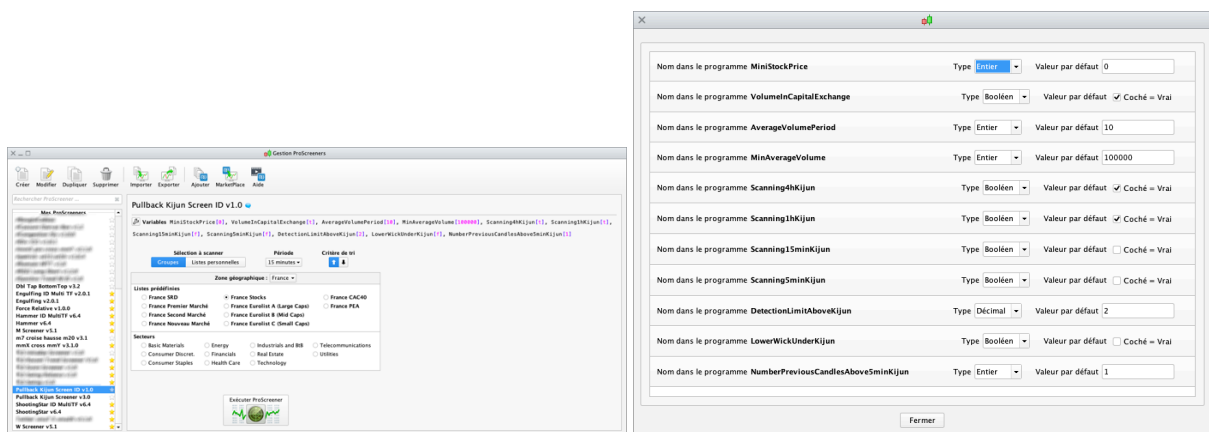 Gestion ProScreeners
Créer Modifier Dupliquer Supprimer Importer Exporter Ajouter MarketPlace Aide
Rechercher ProScreener ...
Mes ProScreeners
Dbl Tap BottomTop v3.2
Engulfing ID Multi TF v2.0.1
Engulfing v2.0.1
Force Relative v1.0.0
Hammer ID MultiTF v6.4
Hammer v6.4
M Screener v5.1
m7 croise hausse m20 v3.1
mmX cross mmY v3.1.0
Pullback Kijun Screen ID v1.0
Pullback Kijun Screener v3.0
ShootingStar ID MultiTF v6.4
ShootingStar v6.4
W Screener v5.1
Pullback Kijun Screen ID v1.0
Variables MiniStockPrice[0], VolumeInCapitalExchange[t], AverageVolumePeriod[10], MinAverageVolume[100000], Scanning4hKijun[t], Scanning1hKijun[t],
Scanning15minKijun[f], Scanning5minKijun[f], DetectionLimitAboveKijun[2], LowerWickUnderKijun[f], NumberPreviousCandlesAbove5minKijun[1]
Sélection à scanner Période Critère de tri
Groupes Listes personnelles 15 minutes
Zone géographique : France
Listes prédéfinies
France SRD France Stocks France CAC40
France Premier Marché France Eurolist A (Large Caps) France PEA
France Second Marché France Eurolist B (Mid Caps)
France Nouveau Marché France Eurolist C (Small Caps)
Secteurs
Basic Materials Energy Industrials and BtB Telecommunications
Consumer Discret. Financials Real Estate Utilities
Consumer Staples Health Care Technology
Exécuter ProScreener
Nom dans le programme MiniStockPrice Type Entier Valeur par défaut 0
Nom dans le programme VolumeInCapitalExchange Type Booléen Valeur par défaut Coché = Vrai
Nom dans le programme AverageVolumePeriod Type Entier Valeur par défaut 10
Nom dans le programme MinAverageVolume Type Entier Valeur par défaut 100000
Nom dans le programme Scanning4hKijun Type Booléen Valeur par défaut Coché = Vrai
Nom dans le programme Scanning1hKijun Type Booléen Valeur par défaut Coché = Vrai
Nom dans le programme Scanning15minKijun Type Booléen Valeur par défaut Coché = Vrai
Nom dans le programme Scanning5minKijun Type Booléen Valeur par défaut Coché = Vrai
Nom dans le programme DetectionLimitAboveKijun Type Décimal Valeur par défaut 2
Nom dans le programme LowerWickUnderKijun Type Booléen Valeur par défaut Coché = Vrai
Nom dans le programme NumberPreviousCandlesAbove5minKijun Type Entier Valeur par défaut 1
Fermer